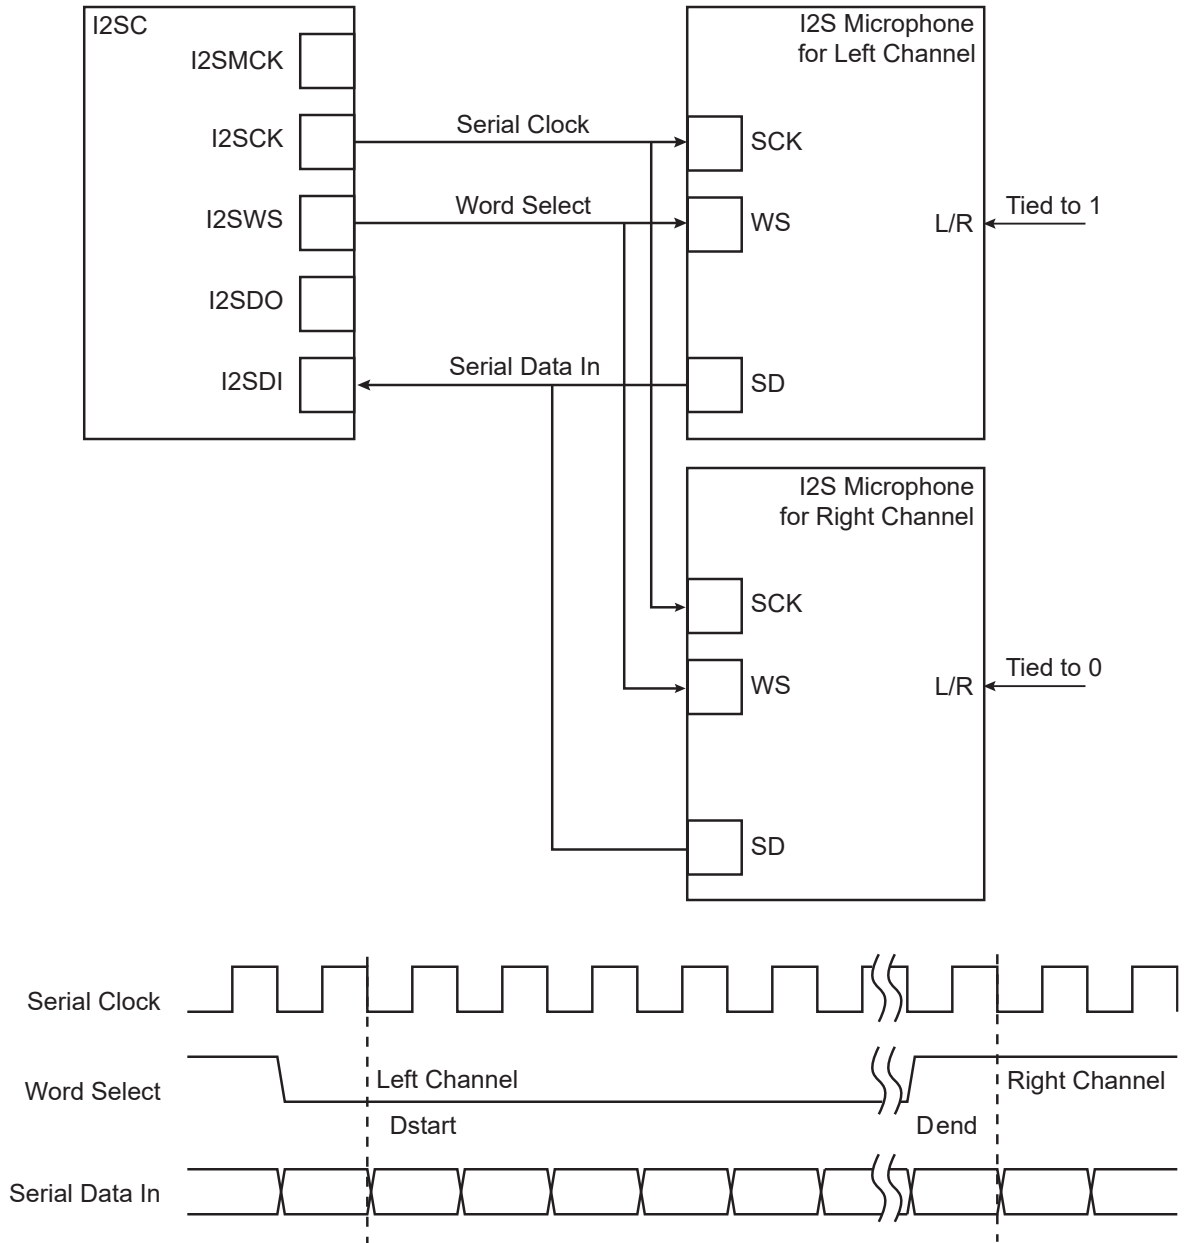 I2SC
I2SMCK
I2SCK
I2SWS
I2SDO
I2SDI
Serial Clock
Word Select
Serial Data In
I2S Microphone
for Left Channel
SCK
WS
L/R
Tied to 1
SD
I2S Microphone
for Right Channel
SCK
WS
L/R
Tied to 0
SD
Serial Clock
Word Select
Left Channel
Right Channel
Dstart
Dend
Serial Data In